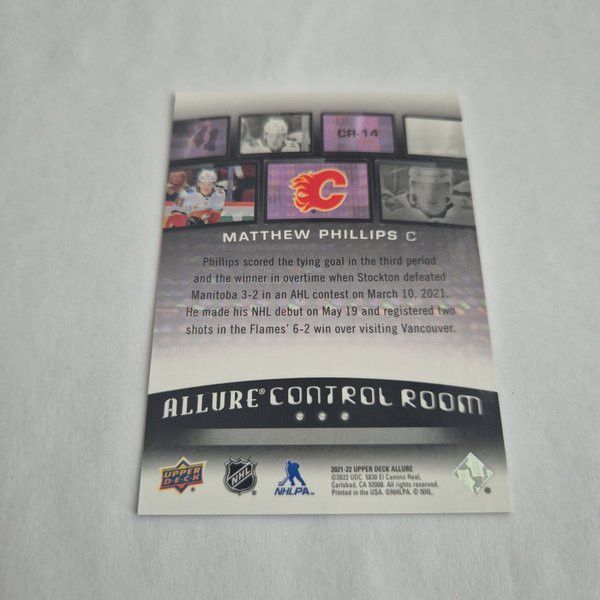 41
CR-14
C
MATTHEW PHILLIPS C
Phillips scored the tying goal in the third period
and the winner in overtime when Stockton defeated
Manitoba 3-2 in an AHL contest on March 10, 2021.
He made his NHL debut on May 19 and registered two
shots in the Flames' 6-2 win over visiting Vancouver.
ALLURE® CONTROL ROOM
UPPER DECK
NHL
NHLPA
2021-22 UPPER DECK ALLURE
©2022 UDC. 5830 El Camino Real,
Carlsbad, CA 92008. All rights reserved.
Printed in the USA. ©NHLPA. © NHL.